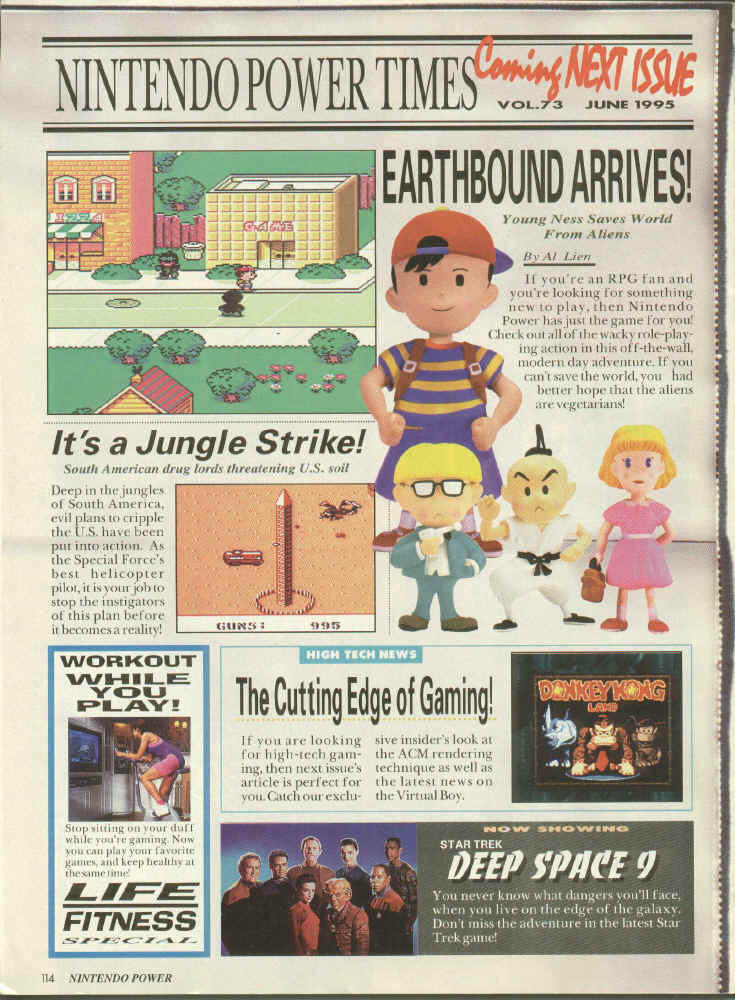 NINTENDO POWER TIMES
Coming NEXT ISSUE
VOL.73 JUNE 1995
EARTHBOUND ARRIVES!
Young Ness Saves World
From Aliens
By Al Lien
If you're an RPG fan and
you're looking for something
new to play, then Nintendo
Power has just the game for you!
Check out all of the wacky role-play-
ing action in this off-the-wall,
modern day adventure. If you
can't save the world, you had
better hope that the aliens
are vegetarians!
GAME
It's a Jungle Strike!
South American drug lords threatening U.S. soil
Deep in the jungles
of South America,
evil plans to cripple
the U.S. have been
put into action. As
the Special Force's
best helicopter
pilot, it is your job to
stop the instigators
of this plan before
it becomes a reality!
GUNS: 995
WORKOUT
WHILE
YOU
PLAY!
Stop sitting on your duff
while you're gaming. Now
you can play your favorite
games, and keep healthy at
the same time!
LIFE
FITNESS
SPECIAL
HIGH TECH NEWS
The Cutting Edge of Gaming!
If you are looking
for high-tech gam-
ing, then next issue's
article is perfect for
you. Catch our exclu-
sive insider's look at
the ACM rendering
technique as well as
the latest news on
the Virtual Boy.
DONKEY KONG
LAND
NOW SHOWING
STAR TREK
DEEP SPACE 9
You never know what dangers you'll face,
when you live on the edge of the galaxy.
Don't miss the adventure in the latest Star
Trek game!
114 NINTENDO POWER